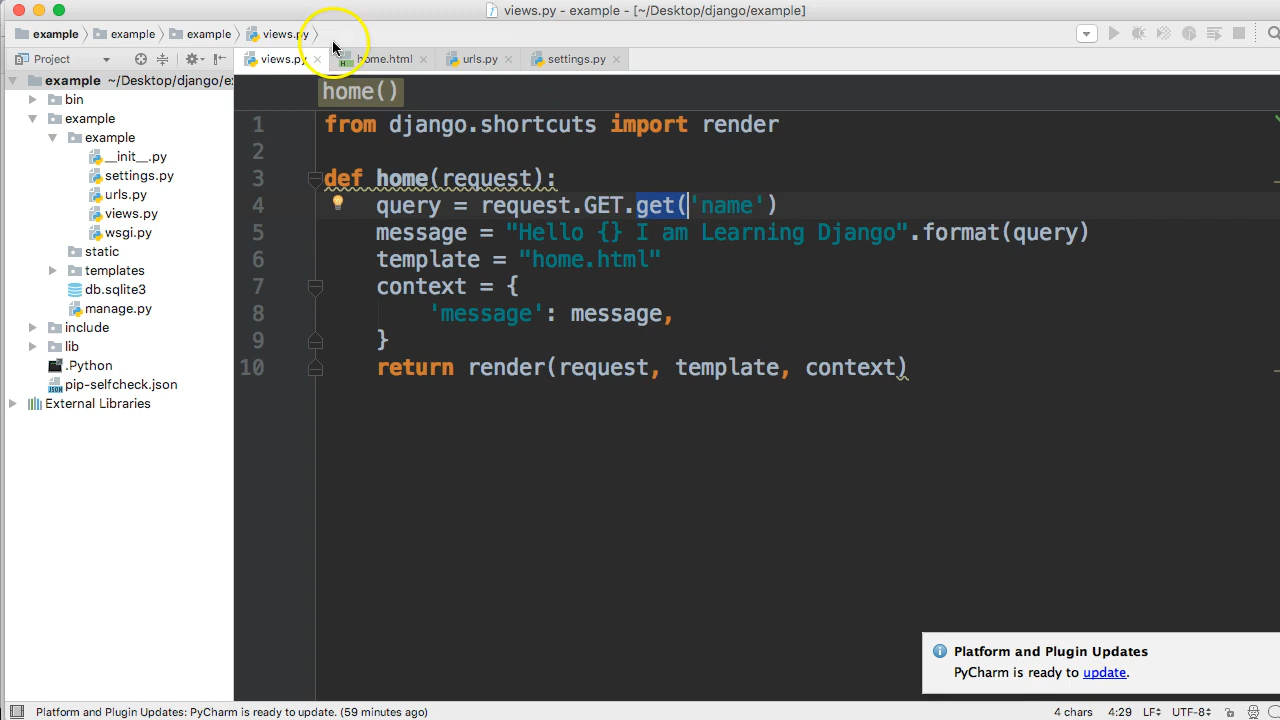 views.py - example - [~/Desktop/django/example]
example example example views.py
Project
views.py home.html urls.py settings.py
example ~/Desktop/django/e
bin
example
example
__init__.py
settings.py
urls.py
views.py
wsgi.py
static
templates
db.sqlite3
manage.py
include
lib
.Python
pip-selfcheck.json
External Libraries
home()
1 from django.shortcuts import render
2
3 def home(request):
4 query = request.GET.get('name')
5 message = "Hello {} I am Learning Django".format(query)
6 template = "home.html"
7 context = {
8 'message': message,
9 }
10 return render(request, template, context)
Platform and Plugin Updates
PyCharm is ready to update.
Platform and Plugin Updates: PyCharm is ready to update. (59 minutes ago) 4 chars 4:29 LF UTF-8